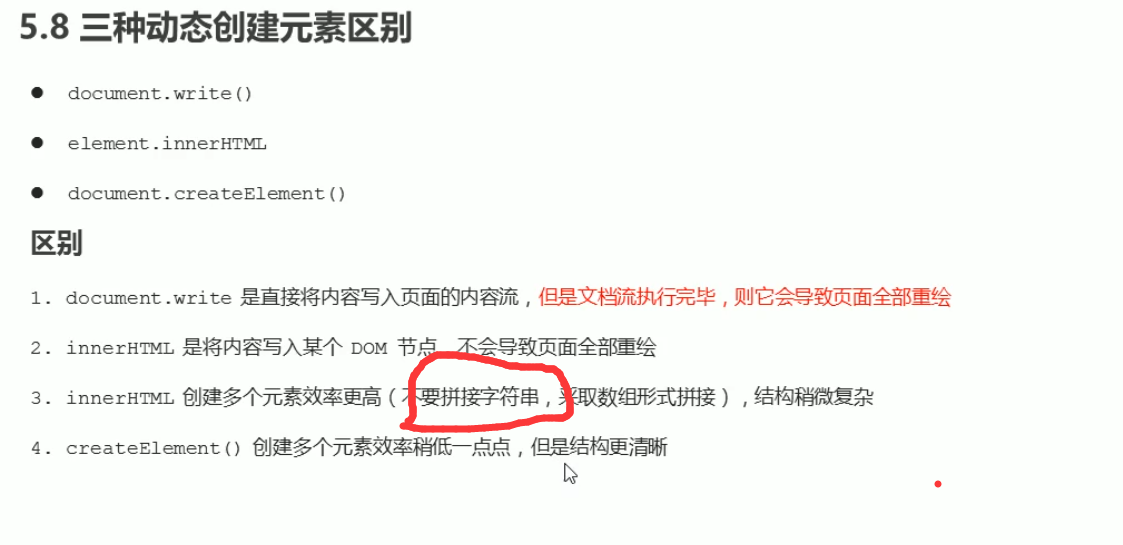 5.8 三种动态创建元素区别
● document.write()
● element.innerHTML
● document.createElement()
区别
1. document.write 是直接将内容写入页面的内容流，但是文档流执行完毕，则它会导致页面全部重绘
2. innerHTML 是将内容写入某个 DOM 节点，不会导致页面全部重绘
3. innerHTML 创建多个元素效率更高（不要拼接字符串，采取数组形式拼接），结构稍微复杂
4. createElement() 创建多个元素效率稍低一点点，但是结构更清晰